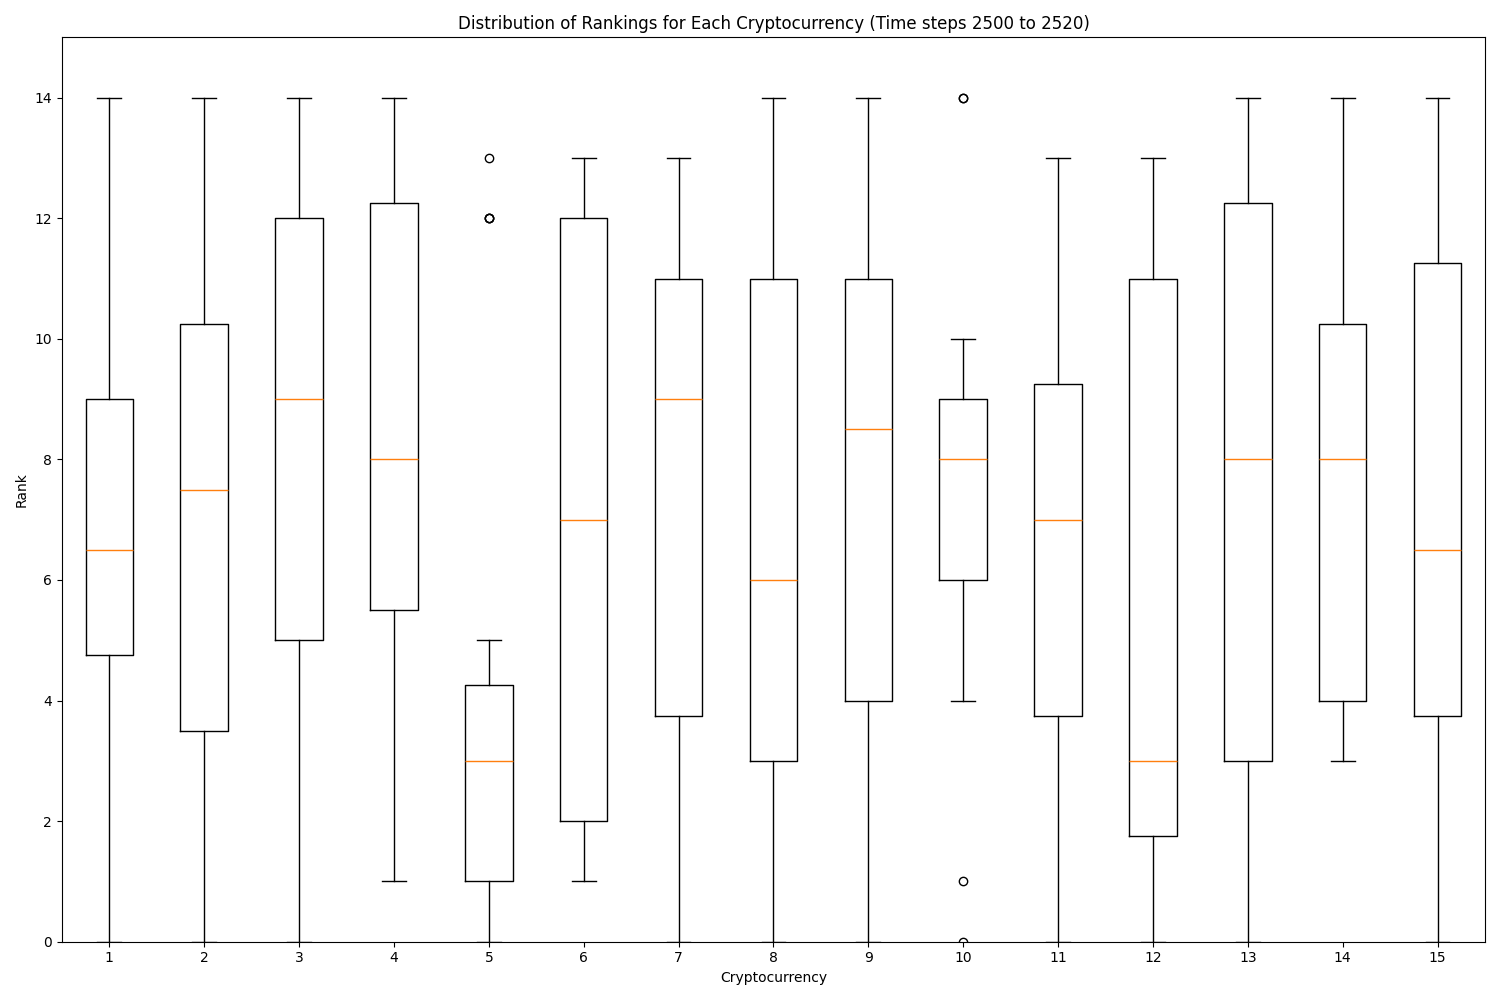 Distribution of Rankings for Each Cryptocurrency (Time steps 2500 to 2520)
Rank
14
12
10
8
6
4
2
0
1 2 3 4 5 6 7 8 9 10 11 12 13 14 15
Cryptocurrency